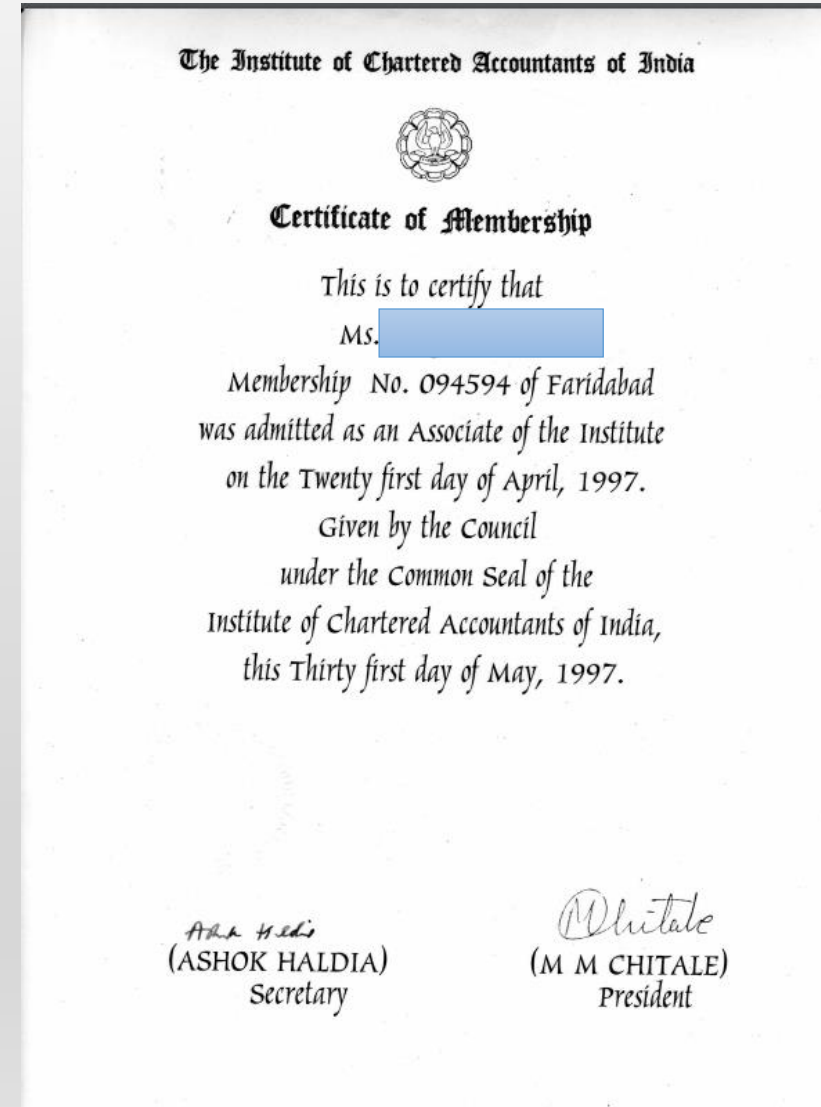 The Institute of Chartered Accountants of India
Certificate of Membership
This is to certify that
Ms.
Membership No. 094594 of Faridabad
was admitted as an Associate of the Institute
on the Twenty first day of April, 1997.
Given by the Council
under the Common Seal of the
Institute of Chartered Accountants of India,
this Thirty first day of May, 1997.
(ASHOK HALDIA)
Secretary
(M M CHITALE)
President